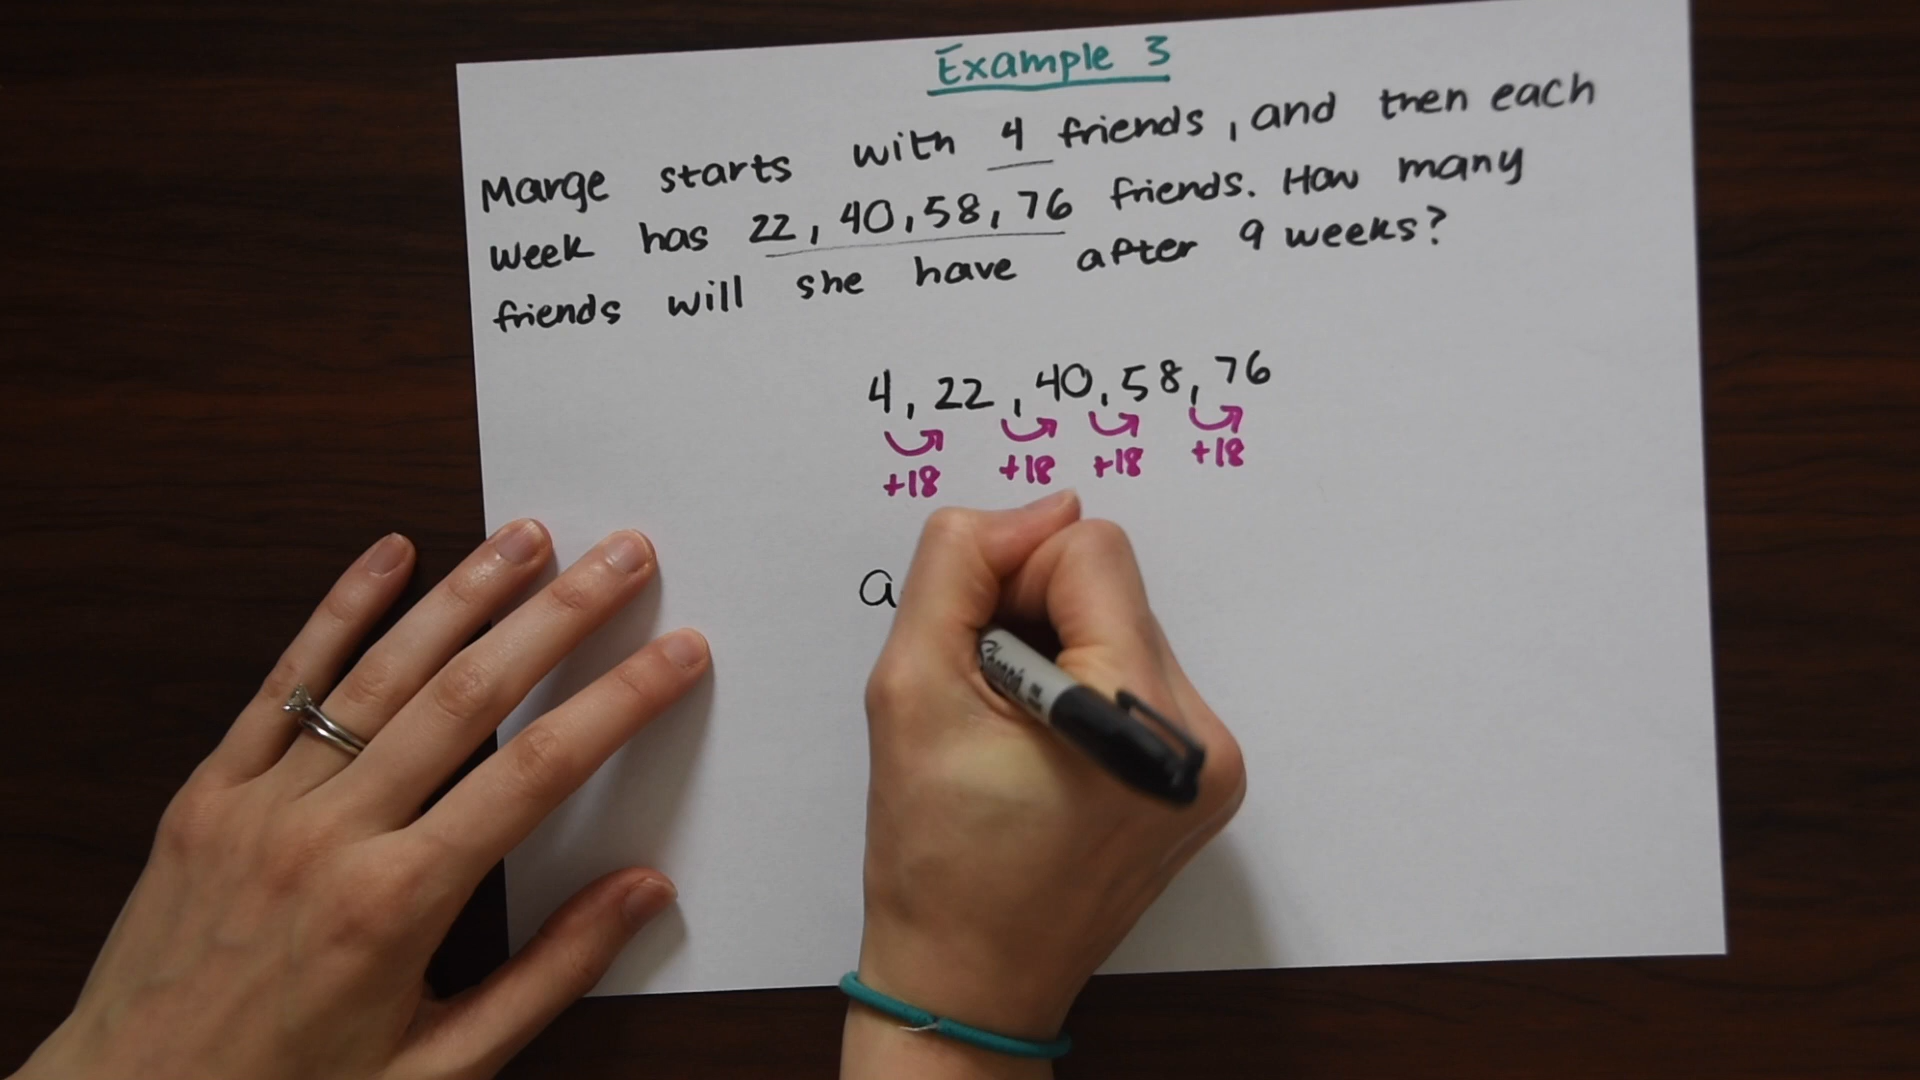 Example 3
Marge starts with 4 friends, and then each
week has 22, 40, 58, 76 friends. How many
friends will she have after 9 weeks?
4, 22, 40, 58, 76
+18 +18 +18 +18
a
Sharpie